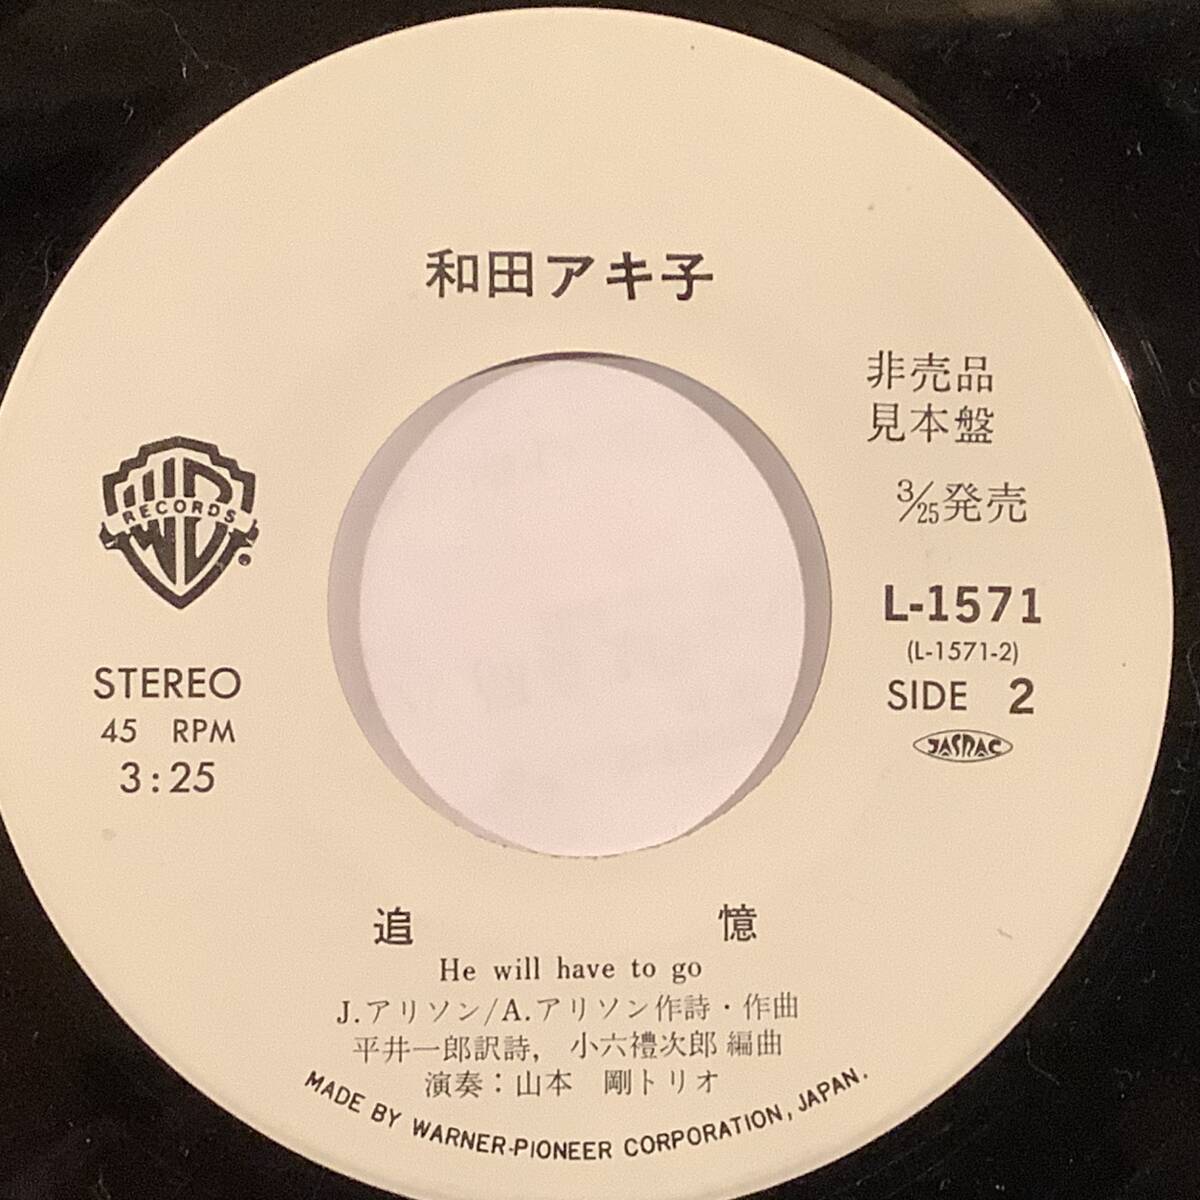 和田アキ子
非売品
見本盤
3/25発売
WB RECORDS ®
L-1571
(L-1571-2)
SIDE 2
JASRAC
STEREO
45 RPM
3:25
追憶
He will have to go
J.アリソン/A.アリソン作詩・作曲
平井一郎訳詩, 小六禮次郎 編曲
演奏:山本 剛トリオ
MADE BY WARNER-PIONEER CORPORATION, JAPAN.